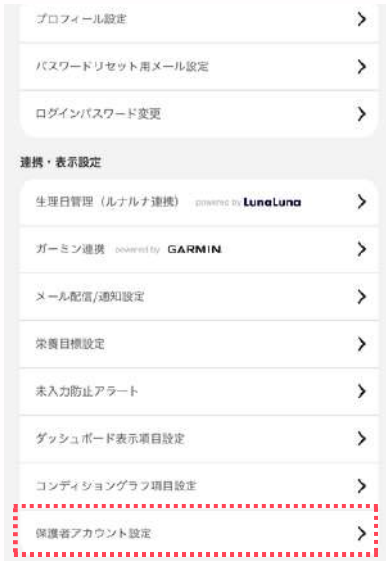 プロフィール設定
パスワードリセット用メール設定
ログインパスワード変更
連携・表示設定
生理日管理（ルナルナ連携） powered by LunaLuna
ガーミン連携 powered by GARMIN
メール配信/通知設定
栄養目標設定
未入力防止アラート
ダッシュボード表示項目設定
コンディショングラフ項目設定
保護者アカウント設定